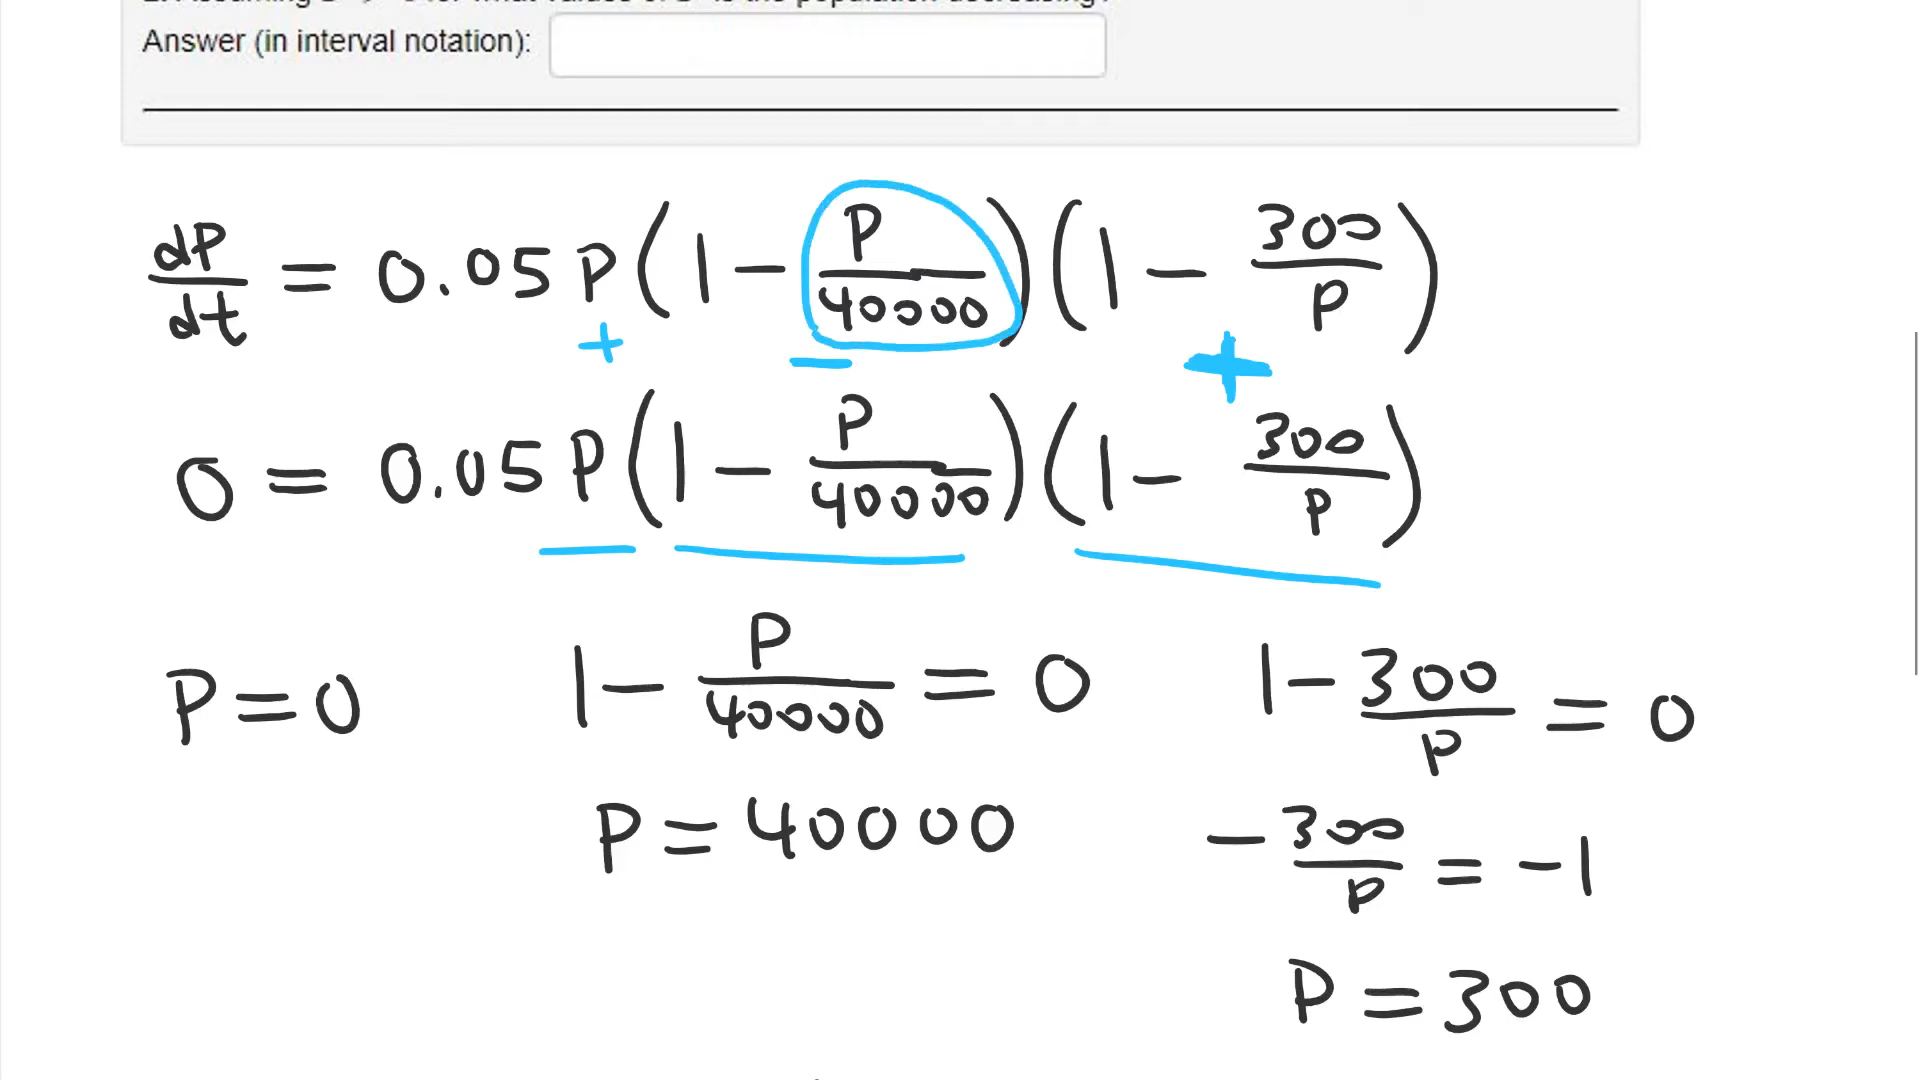 Answer (in interval notation):
dP/dt = 0.05P(1 - P/40000)(1 - 300/P)
+ - +
0 = 0.05P(1 - P/40000)(1 - 300/P)
P=0 1 - P/40000 = 0 1 - 300/P = 0
P = 40000 - 300/P = -1
P = 300